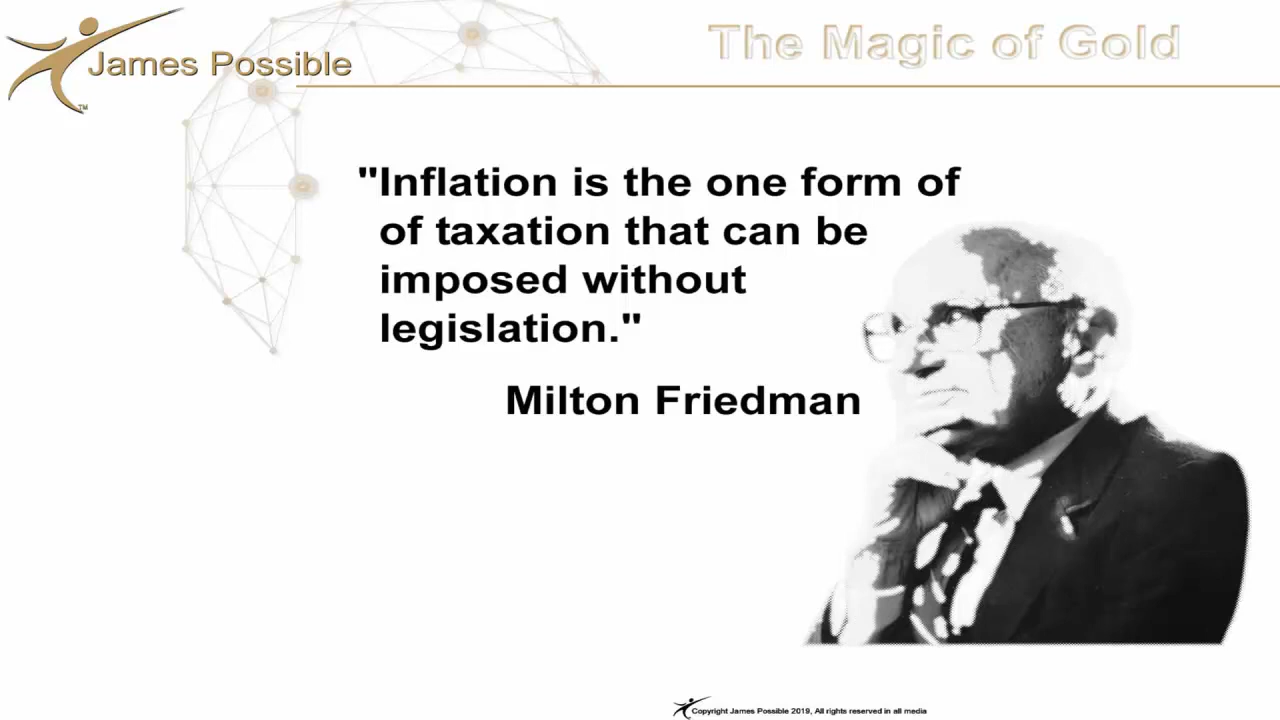 James Possible
TM
The Magic of Gold
"Inflation is the one form of
of taxation that can be
imposed without
legislation."
Milton Friedman
Copyright James Possible 2019, All rights reserved in all media